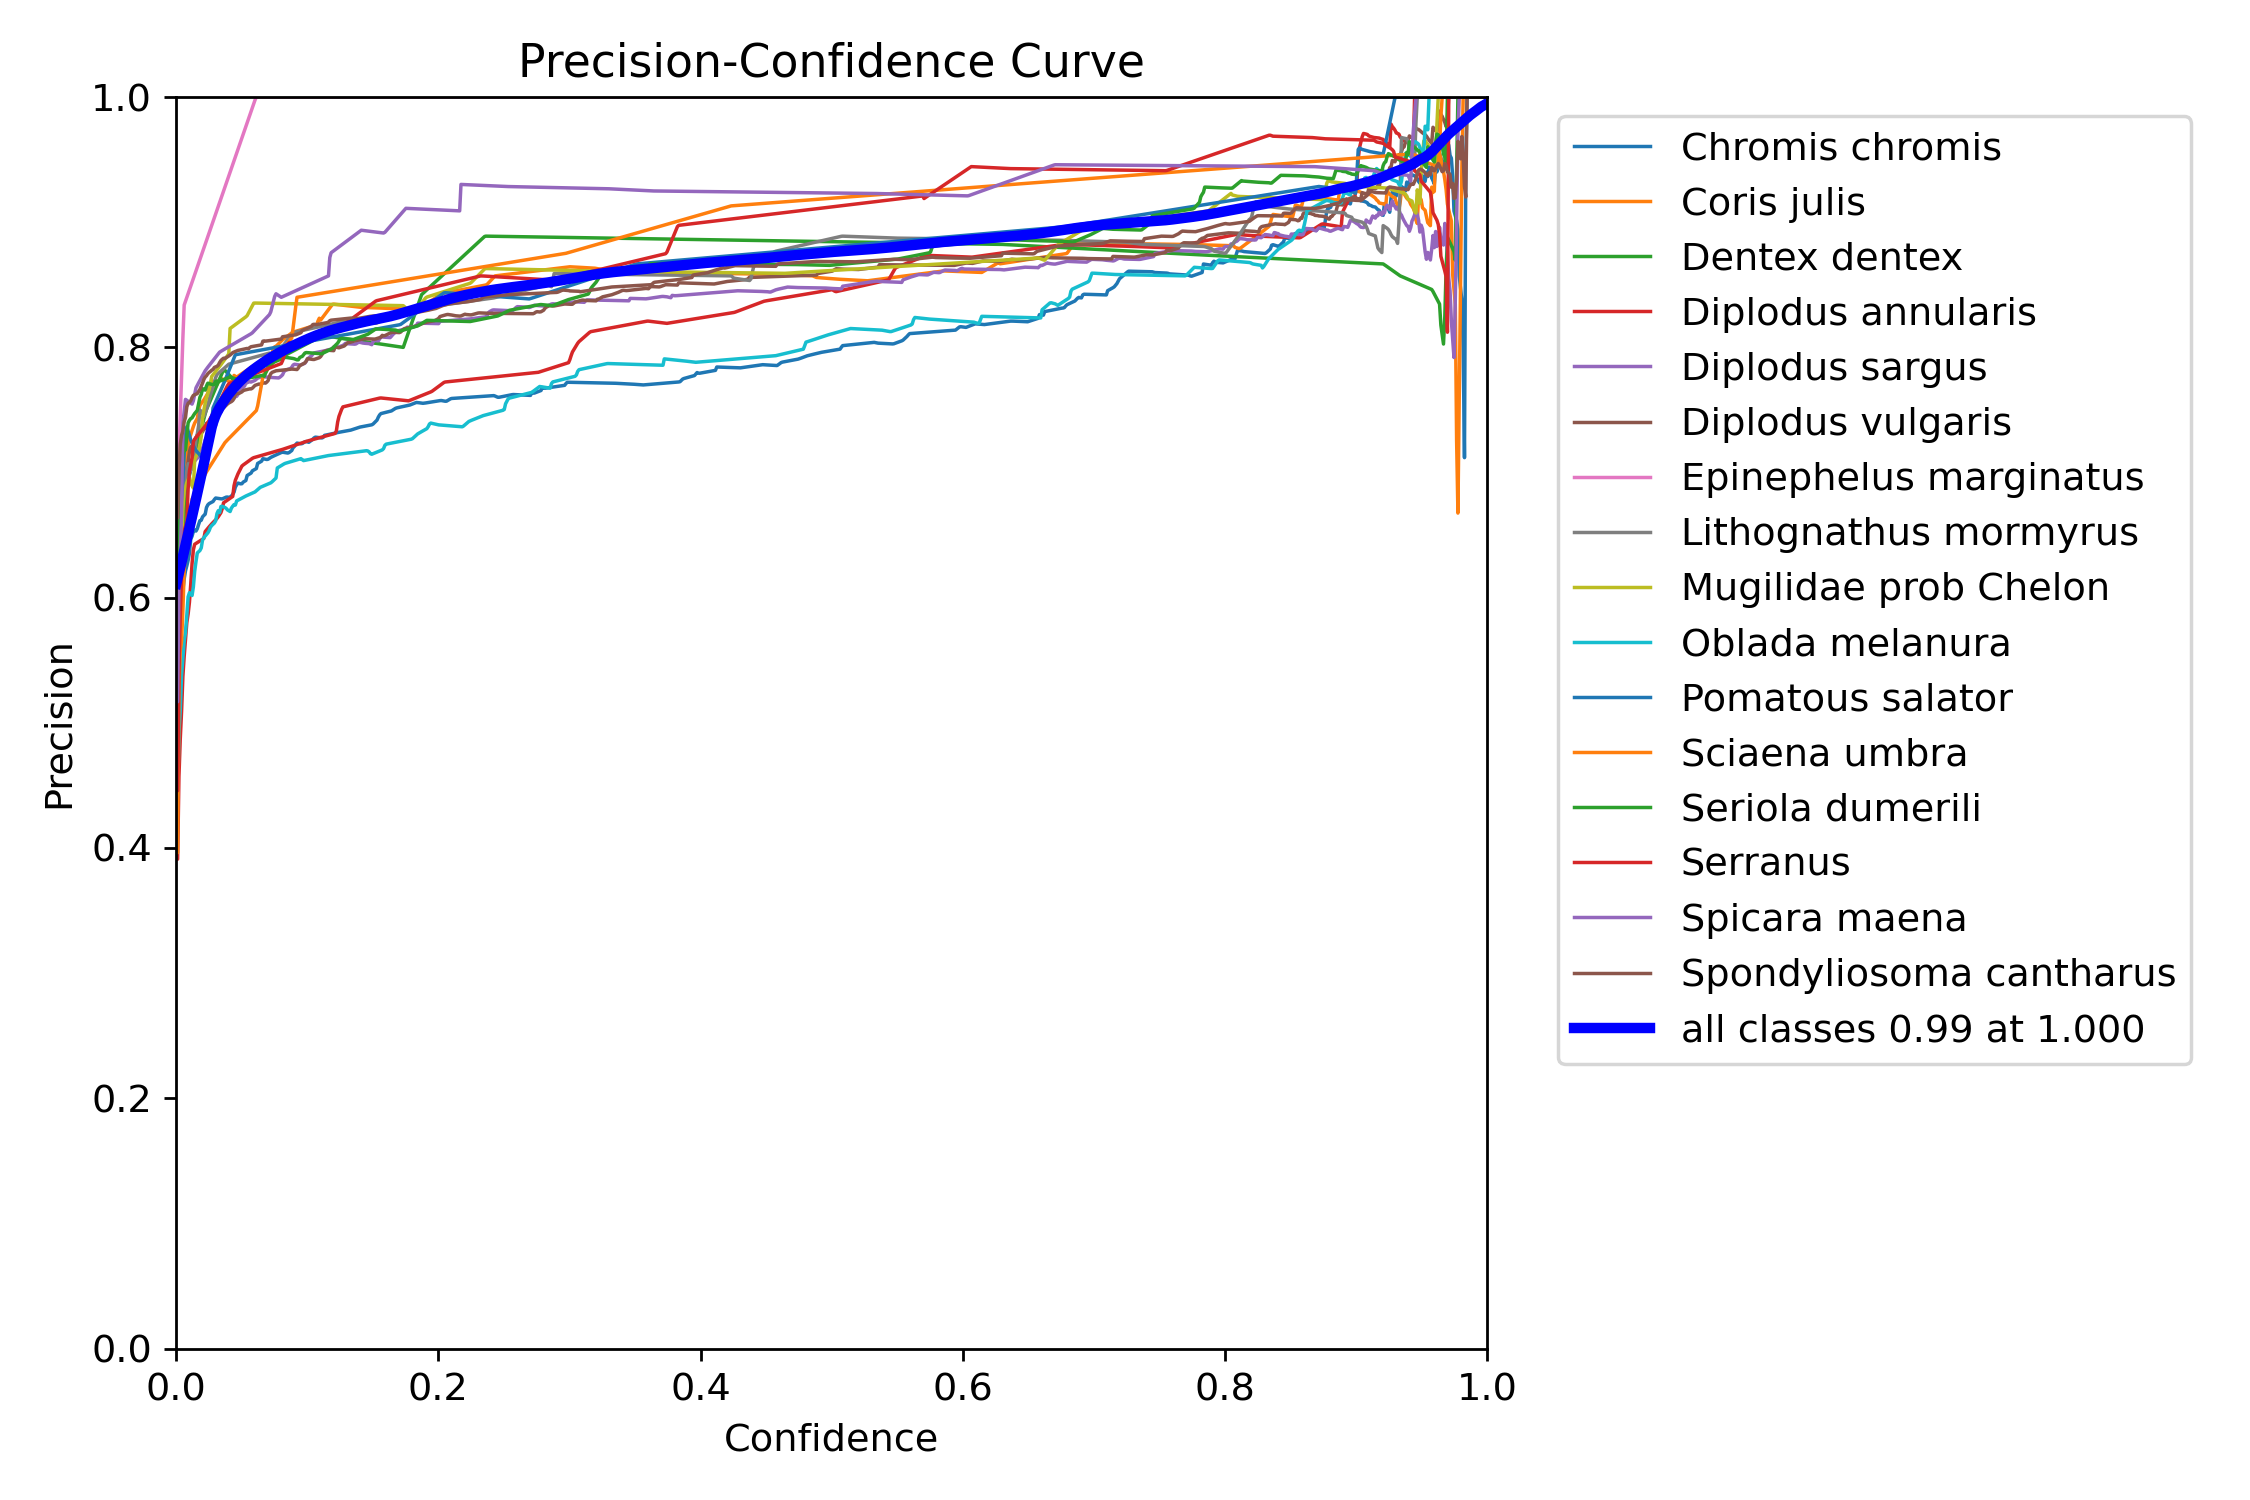 Precision-Confidence Curve
1.0
0.8
0.6
0.4
0.2
0.0
Precision
0.0 0.2 0.4 0.6 0.8 1.0
Confidence
Chromis chromis
Coris julis
Dentex dentex
Diplodus annularis
Diplodus sargus
Diplodus vulgaris
Epinephelus marginatus
Lithognathus mormyrus
Mugilidae prob Chelon
Oblada melanura
Pomatous salator
Sciaena umbra
Seriola dumerili
Serranus
Spicara maena
Spondyliosoma cantharus
all classes 0.99 at 1.000